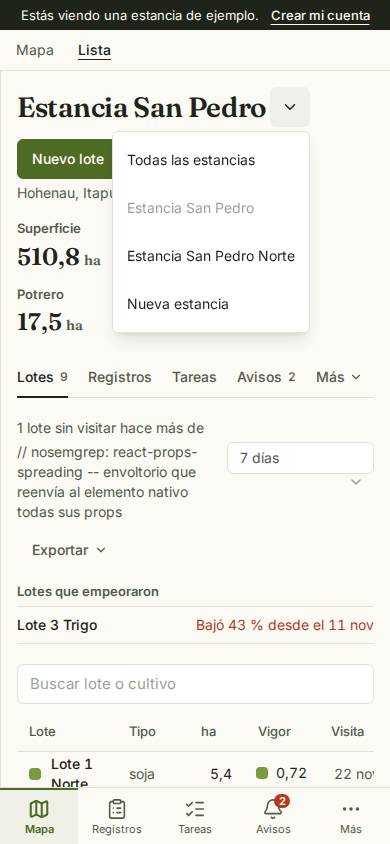 Estás viendo una estancia de ejemplo. Crear mi cuenta
Mapa Lista
Estancia San Pedro
Nuevo lote
Todas las estancias
Hohenau, Itapú
Estancia San Pedro
Superficie
510,8 ha
Estancia San Pedro Norte
Potrero
Nueva estancia
17,5 ha
Lotes 9 Registros Tareas Avisos 2 Más
1 lote sin visitar hace más de
// nosemgrep: react-props-
spreading -- envoltorio que
reenvía al elemento nativo
todas sus props
7 días
Exportar
Lotes que empeoraron
Lote 3 Trigo Bajó 43 % desde el 11 nov
Buscar lote o cultivo
Lote Tipo ha Vigor Visita
Lote 1
Norte soja 5,4 0,72 22 nov
Mapa Registros Tareas 2 Avisos Más